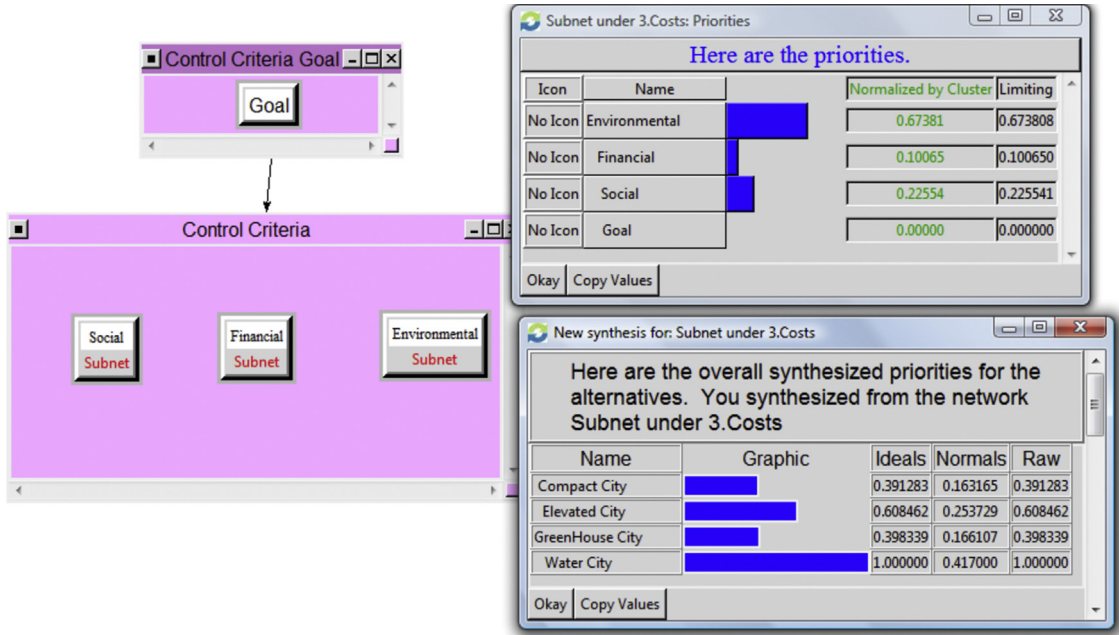 Control Criteria Goal
Goal
Control Criteria
Social
Subnet
Financial
Subnet
Environmental
Subnet
Subnet under 3.Costs: Priorities
Here are the priorities.
Icon Name Normalized by Cluster Limiting
No Icon Environmental 0.67381 0.673808
No Icon Financial 0.10065 0.100650
No Icon Social 0.22554 0.225541
No Icon Goal 0.00000 0.000000
Okay Copy Values
New synthesis for: Subnet under 3.Costs
Here are the overall synthesized priorities for the
alternatives. You synthesized from the network
Subnet under 3.Costs
Name Graphic Ideals Normals Raw
Compact City 0.391283 0.163165 0.391283
Elevated City 0.608462 0.253729 0.608462
GreenHouse City 0.398339 0.166107 0.398339
Water City 1.000000 0.417000 1.000000
Okay Copy Values